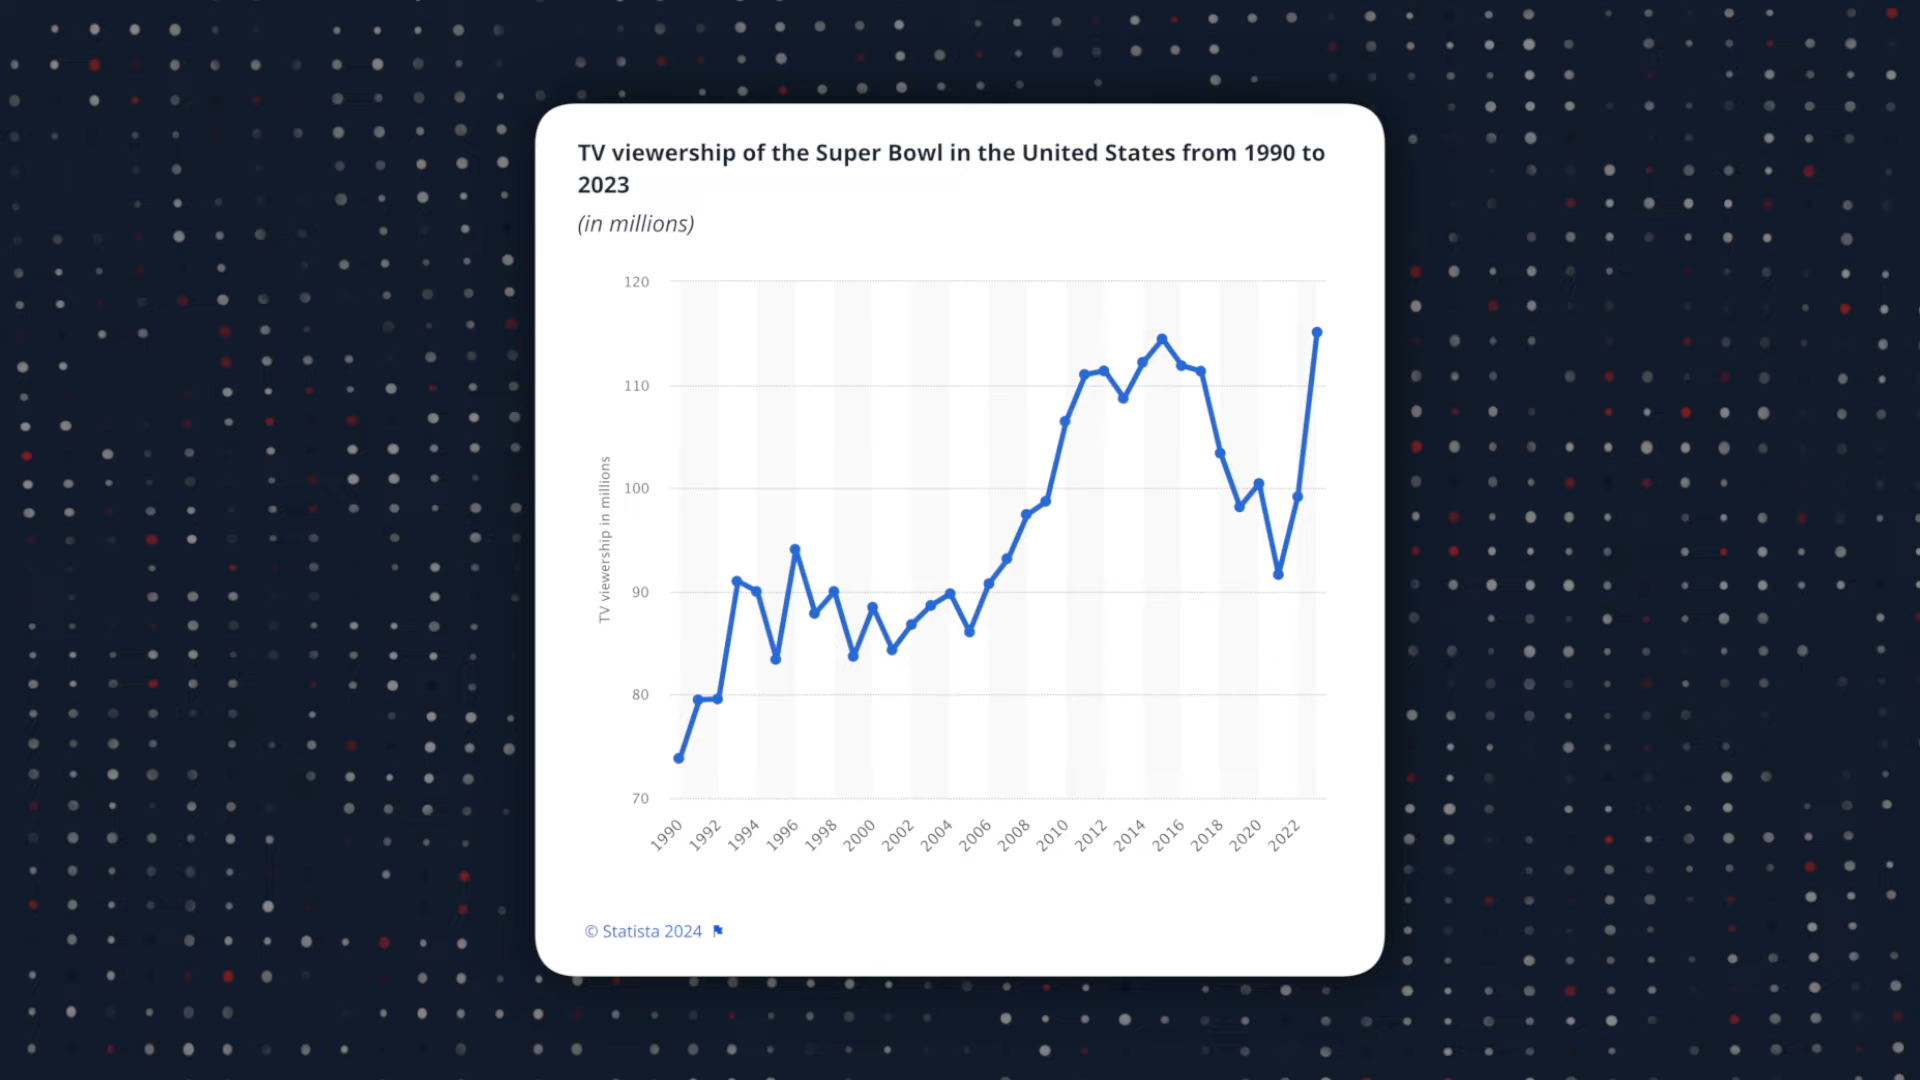 TV viewership of the Super Bowl in the United States from 1990 to
2023
(in millions)
TV viewership in millions
120
110
100
90
80
70
1990 1992 1994 1996 1998 2000 2002 2004 2006 2008 2010 2012 2014 2016 2018 2020 2022
© Statista 2024